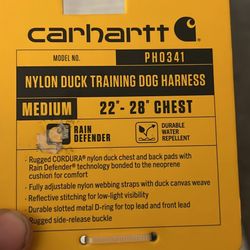 carhartt
MODEL NO. PH0341
NYLON DUCK TRAINING DOG HARNESS
MEDIUM 22"- 28" CHEST
RAIN DEFENDER
DURABLE WATER REPELLENT
- Rugged CORDURA® nylon duck chest and back pads with
Rain Defender® technology bonded to the neoprene
cushion for comfort
- Fully adjustable nylon webbing straps with duck canvas weave
- Reflective stitching for low-light visibility
- Durable slotted metal D-ring for top lead and front lead
- Rugged side-release buckle